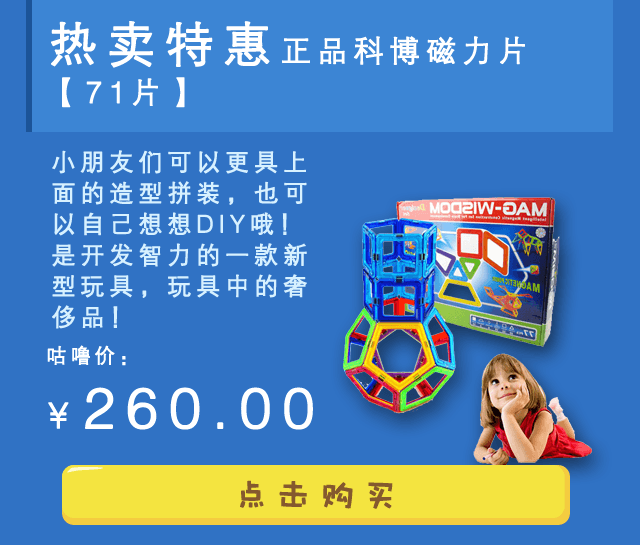 热卖特惠 正品科博磁力片
【71片】
小朋友们可以更具上
面的造型拼装，也可
以自己想想DIY哦！
是开发智力的一款新
型玩具，玩具中的奢
侈品！
咕噜价：
￥260.00
MAG-WISDOM
点击购买